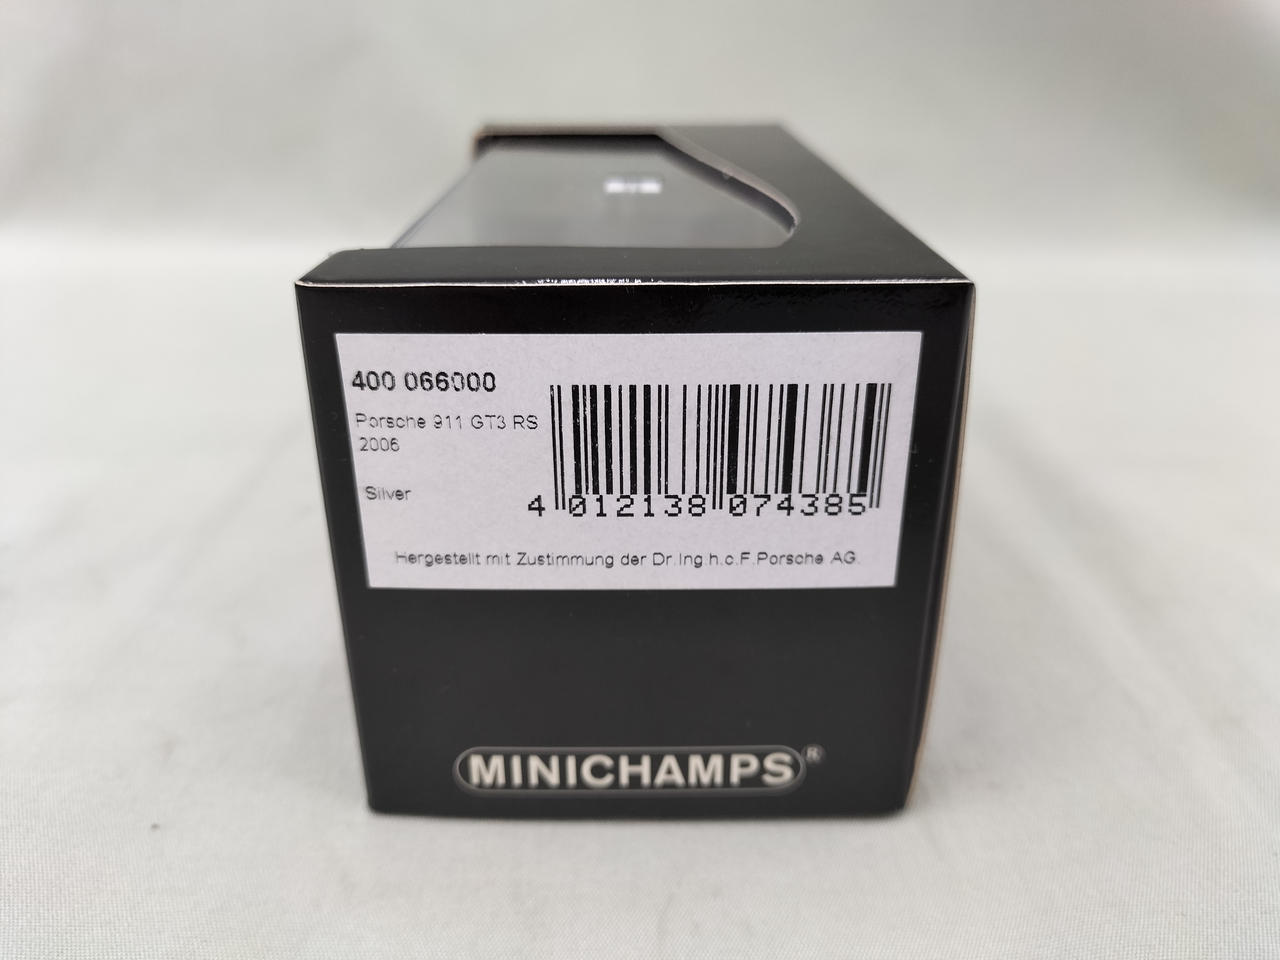 400 066000
Porsche 911 GT3 RS
2006
Silver
4 012138 074385
Hergestellt mit Zustimmung der Dr.Ing.h.c.F.Porsche AG.
MINICHAMPS®